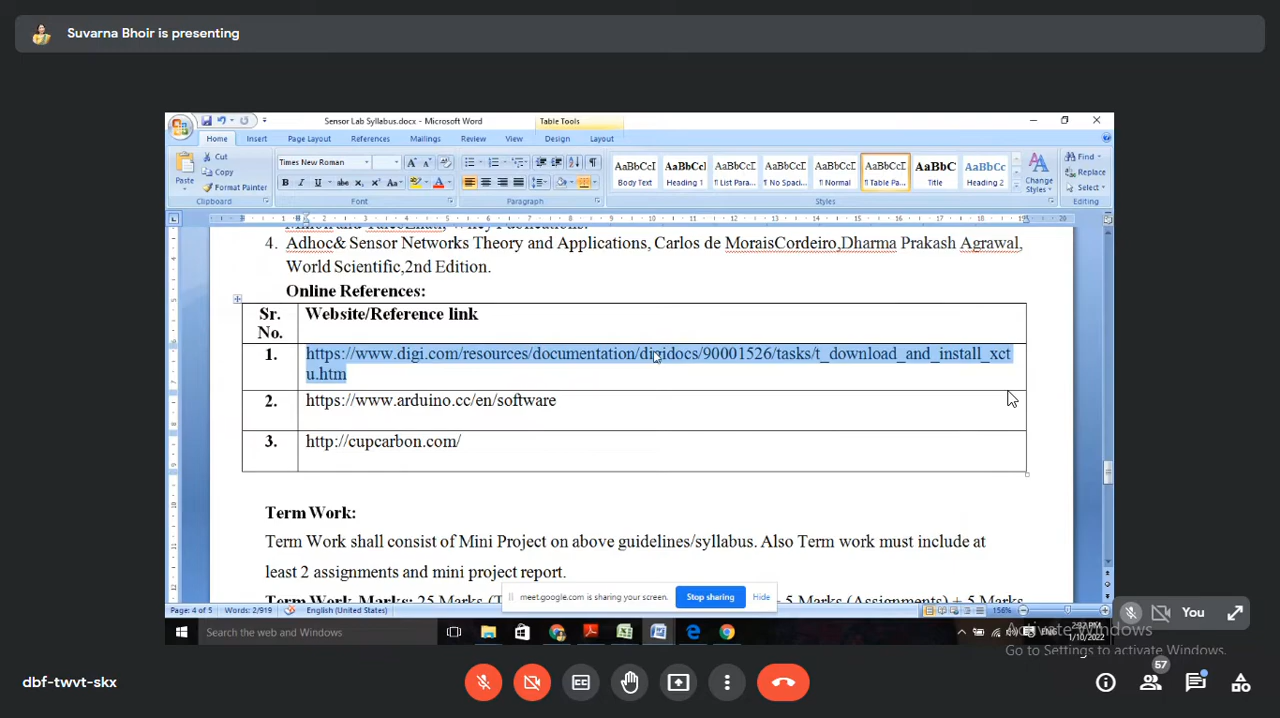 Suvarna Bhoir is presenting
Sensor Lab Syllabus.docx - Microsoft Word
Table Tools
Home Insert Page Layout References Mailings Review View Design Layout
Cut
Copy
Format Painter
Paste
Times New Roman
AaBbCcI AaBbCcl AaBbCcI AaBbCcI AaBbCcI AaBbCcI AaBbC AaBbCc
Body Text Heading 1 ¶ List Para... ¶ No Spaci... ¶ Normal ¶ Table Pa... Title Heading 2
Change Styles
Find
Replace
Select
Clipboard Font Paragraph Styles Editing
4. Adhoc& Sensor Networks Theory and Applications, Carlos de MoraisCordeiro,Dharma Prakash Agrawal,
World Scientific,2nd Edition.
Online References:
Sr. No. Website/Reference link
1. https://www.digi.com/resources/documentation/digidocs/90001526/tasks/t_download_and_install_xct
u.htm
2. https://www.arduino.cc/en/software
3. http://cupcarbon.com/
Term Work:
Term Work shall consist of Mini Project on above guidelines/syllabus. Also Term work must include at
least 2 assignments and mini project report.
meet.google.com is sharing your screen. Stop sharing Hide
Page: 4 of 5 Words: 2/919 English (United States) 156%
You
Search the web and Windows
Activate Windows
Go to Settings to activate Windows.
1/10/2022
57
dbf-twvt-skx